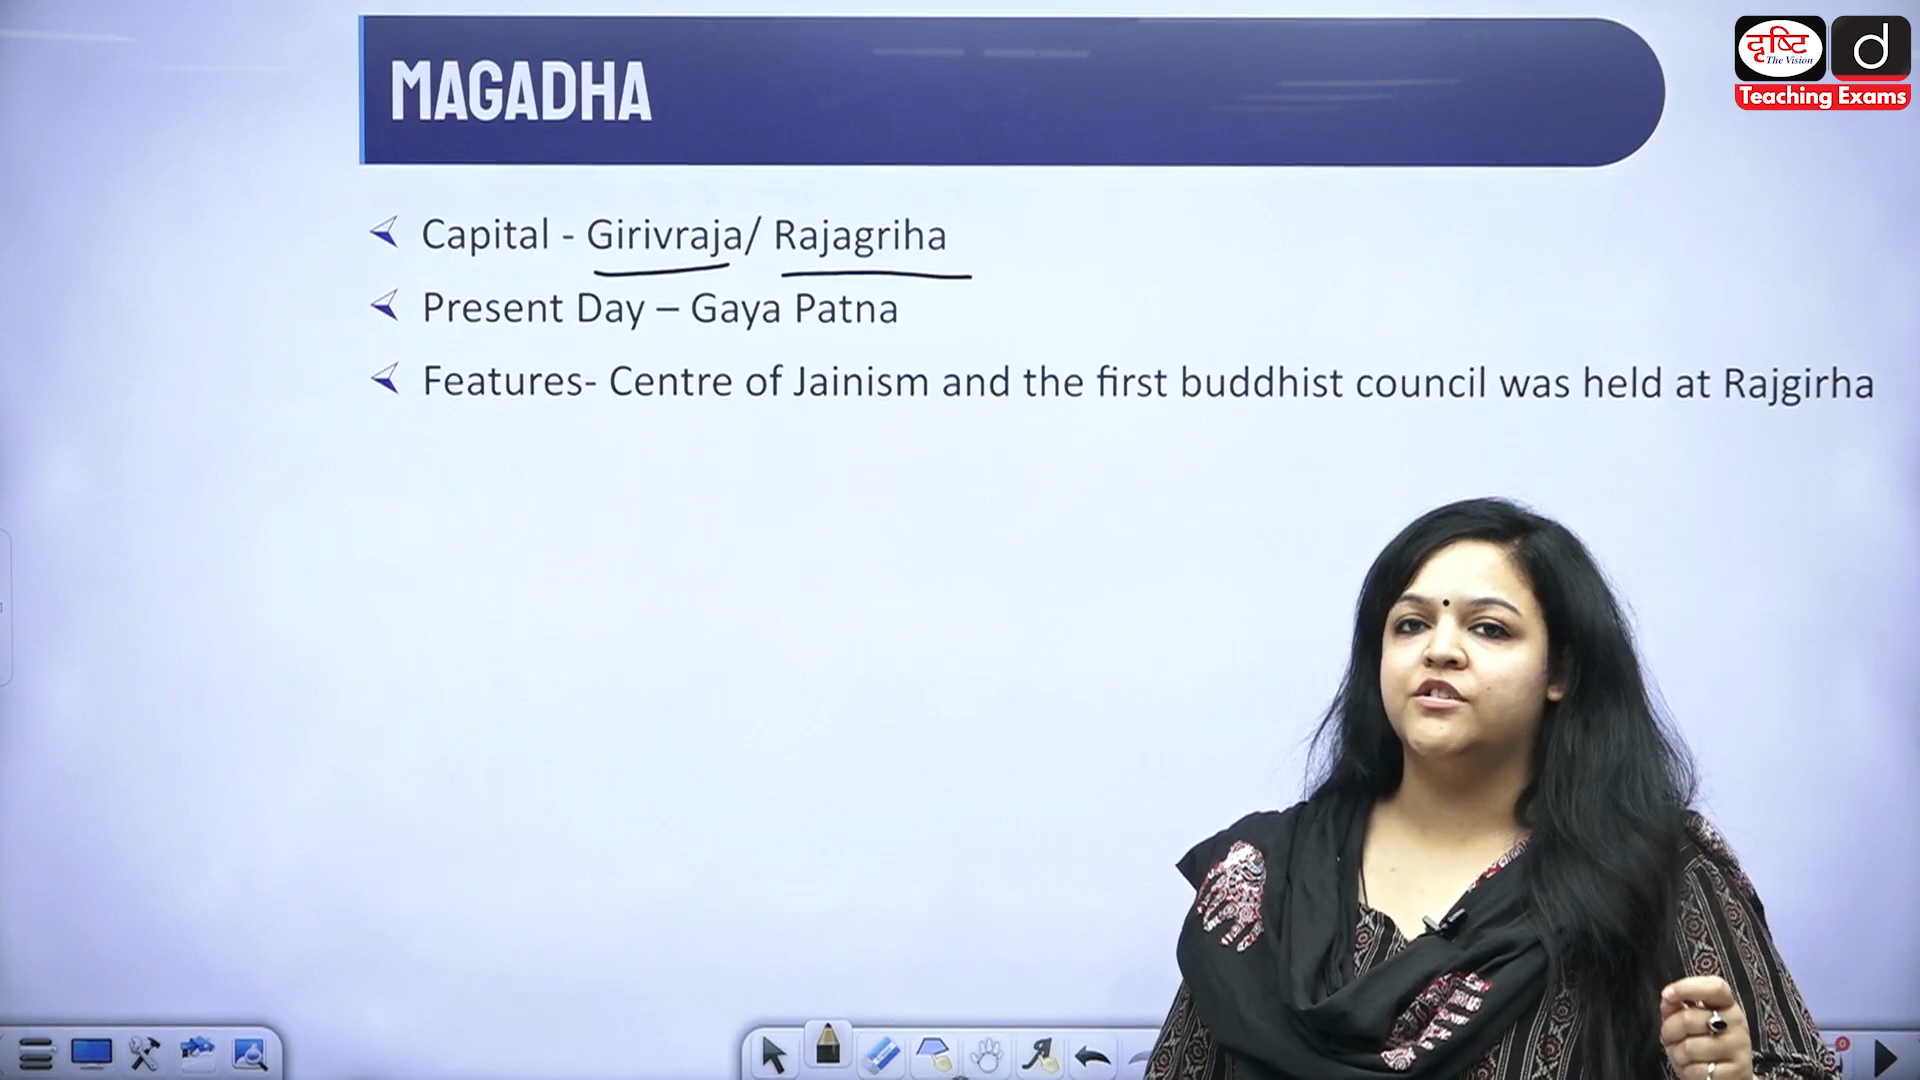 MAGADHA
दृष्टि
The Vision
d
Teaching Exams
Capital - Girivraja/ Rajagriha
Present Day – Gaya Patna
Features- Centre of Jainism and the first buddhist council was held at Rajgirha